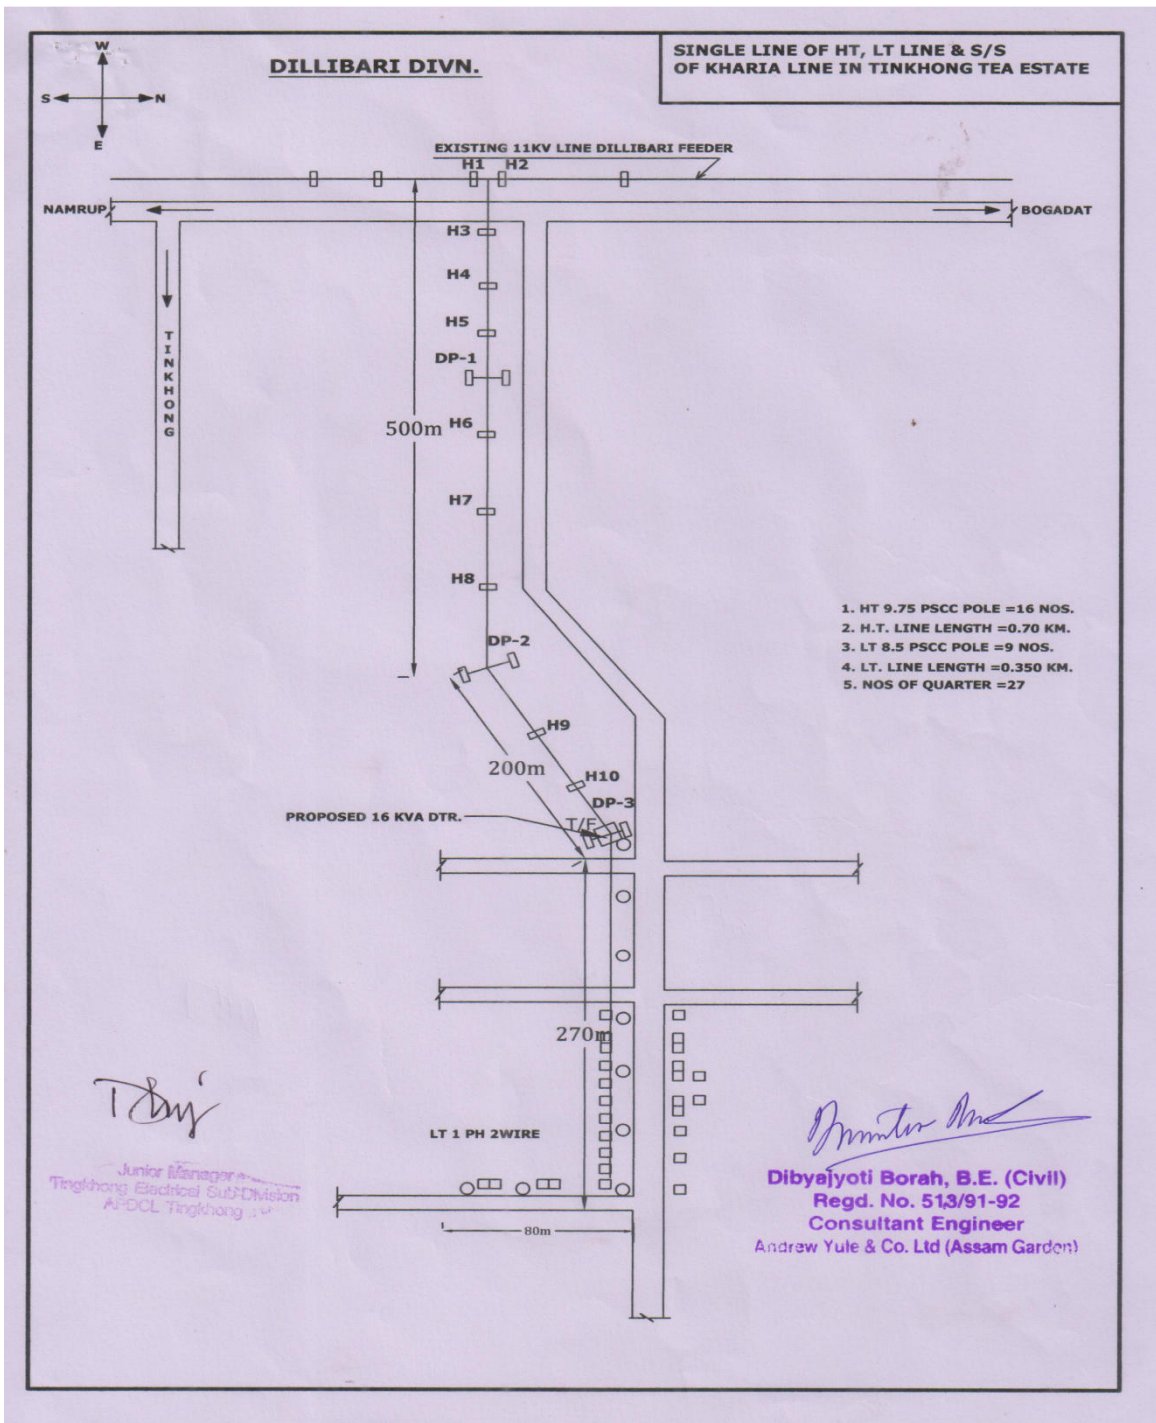 W
S N
E
DILLIBARI DIVN.
SINGLE LINE OF HT, LT LINE & S/S
OF KHARIA LINE IN TINKHONG TEA ESTATE
EXISTING 11KV LINE DILLIBARI FEEDER
H1 H2
NAMRUP
BOGADAT
H3
H4
H5
TINKHONG
DP-1
500m
H6
H7
H8
1. HT 9.75 PSCC POLE =16 NOS.
2. H.T. LINE LENGTH =0.70 KM.
3. LT 8.5 PSCC POLE =9 NOS.
4. LT. LINE LENGTH =0.350 KM.
5. NOS OF QUARTER =27
DP-2
H9
200m
H10
DP-3
PROPOSED 16 KVA DTR.
T/F
270m
LT 1 PH 2WIRE
80m
Junior Manager
Tingkhong Electrical Sub-Division
APDCL Tingkhong
Dibyajyoti Borah, B.E. (Civil)
Regd. No. 513/91-92
Consultant Engineer
Andrew Yule & Co. Ltd (Assam Garden)